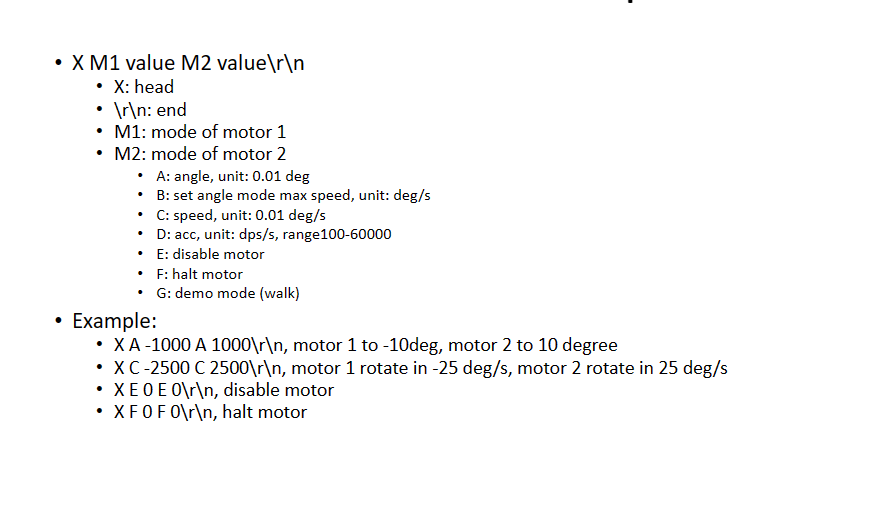 • X M1 value M2 value\r\n
• X: head
• \r\n: end
• M1: mode of motor 1
• M2: mode of motor 2
• A: angle, unit: 0.01 deg
• B: set angle mode max speed, unit: deg/s
• C: speed, unit: 0.01 deg/s
• D: acc, unit: dps/s, range100-60000
• E: disable motor
• F: halt motor
• G: demo mode (walk)
• Example:
• X A -1000 A 1000\r\n, motor 1 to -10deg, motor 2 to 10 degree
• X C -2500 C 2500\r\n, motor 1 rotate in -25 deg/s, motor 2 rotate in 25 deg/s
• X E 0 E 0\r\n, disable motor
• X F 0 F 0\r\n, halt motor